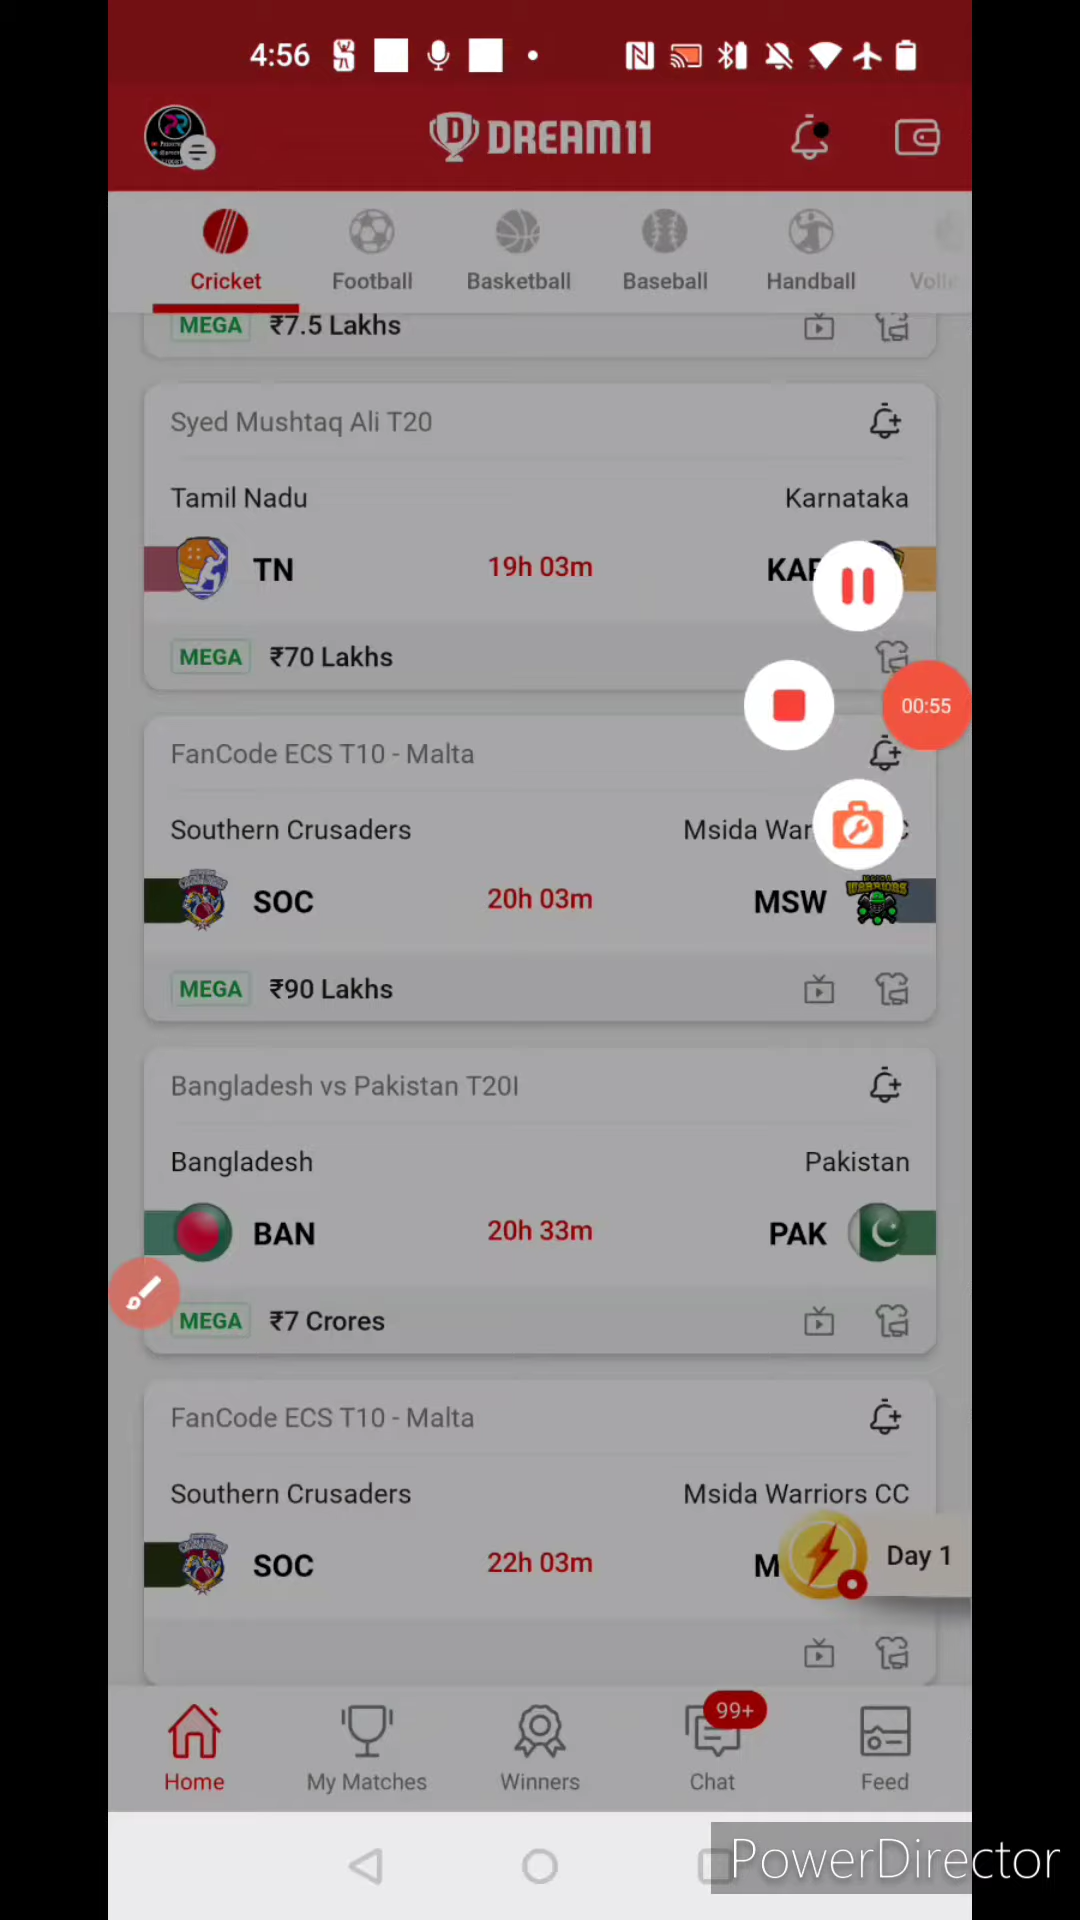 4:56
DREAM11
Cricket Football Basketball Baseball Handball
MEGA ₹7.5 Lakhs
Syed Mushtaq Ali T20
Tamil Nadu Karnataka
TN 19h 03m
MEGA ₹70 Lakhs
00:55
FanCode ECS T10 - Malta
Southern Crusaders Msida
SOC 20h 03m MSW
MEGA ₹90 Lakhs
Bangladesh vs Pakistan T20I
Bangladesh Pakistan
BAN 20h 33m PAK
MEGA ₹7 Crores
FanCode ECS T10 - Malta
Southern Crusaders Msida Warriors CC
SOC 22h 03m
Day 1
99+
Home My Matches Winners Chat Feed
PowerDirector